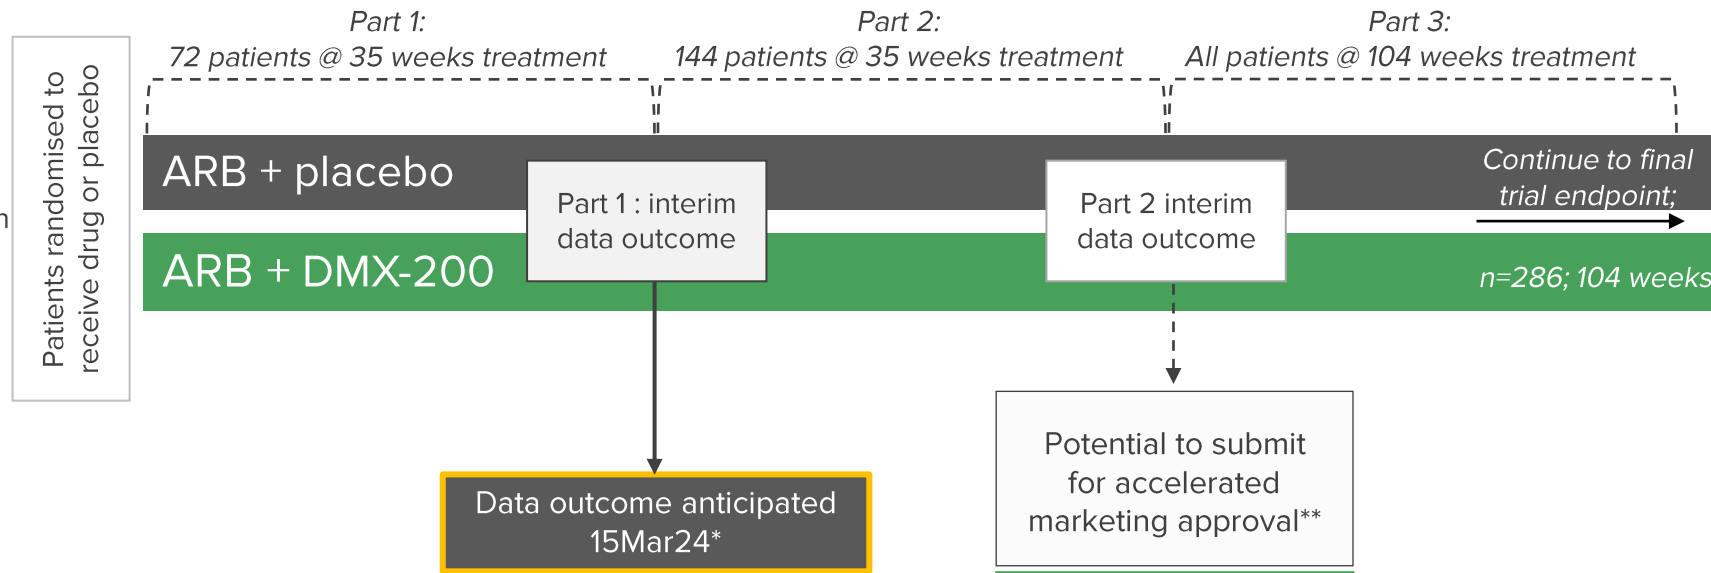 Part 1:
72 patients @ 35 weeks treatment
Part 2:
144 patients @ 35 weeks treatment
Part 3:
All patients @ 104 weeks treatment
Patients randomised to
receive drug or placebo
ARB + placebo
Part 1 : interim
data outcome
Part 2 interim
data outcome
Continue to final
trial endpoint;
ARB + DMX-200
n=286; 104 weeks
Data outcome anticipated
15Mar24*
Potential to submit
for accelerated
marketing approval**